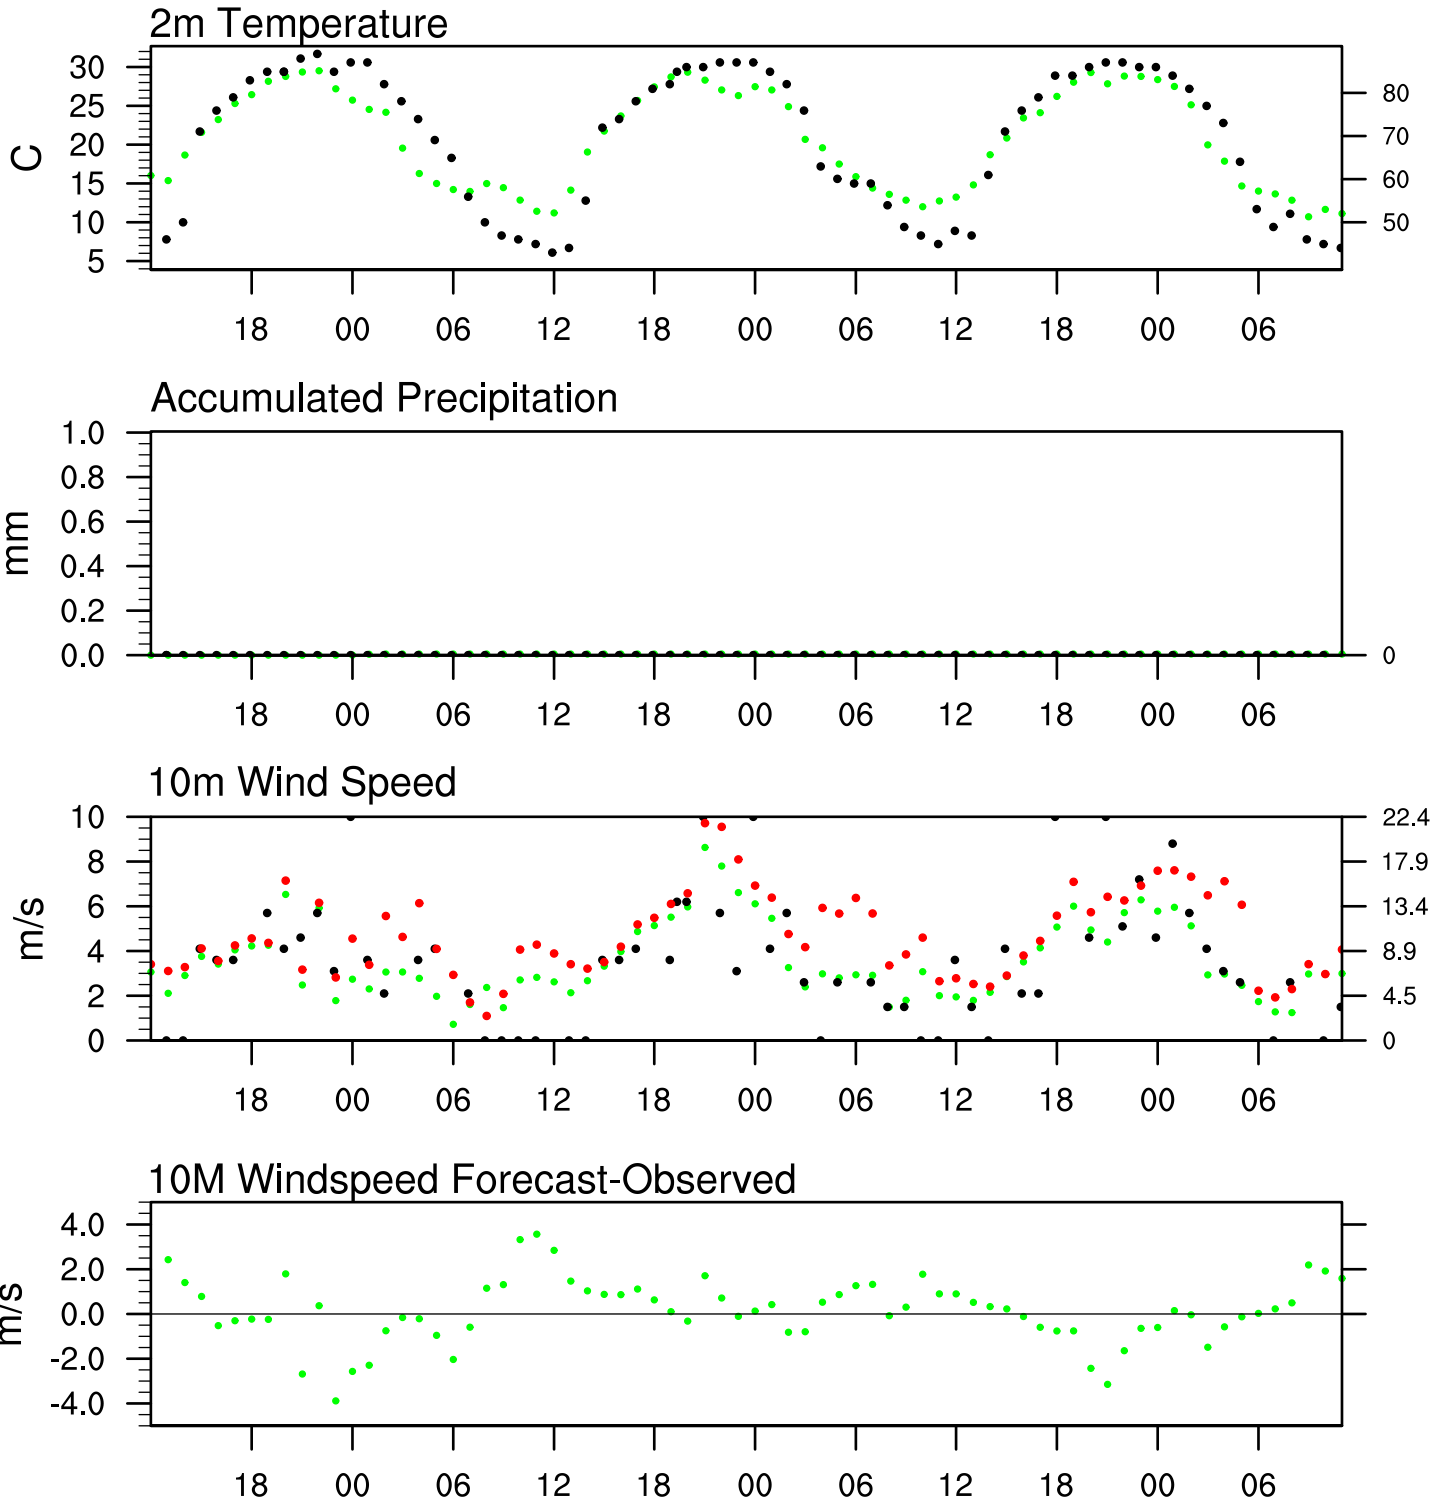 2m Temperature
30
25
20
15
10
5
C
80
70
60
50
18 00 06 12 18 00 06 12 18 00 06
Accumulated Precipitation
1.0
0.8
0.6
0.4
0.2
0.0
mm
0
18 00 06 12 18 00 06 12 18 00 06
10m Wind Speed
10
8
6
4
2
0
m/s
22.4
17.9
13.4
8.9
4.5
0
18 00 06 12 18 00 06 12 18 00 06
10M Windspeed Forecast-Observed
4.0
2.0
0.0
-2.0
-4.0
m/s
18 00 06 12 18 00 06 12 18 00 06